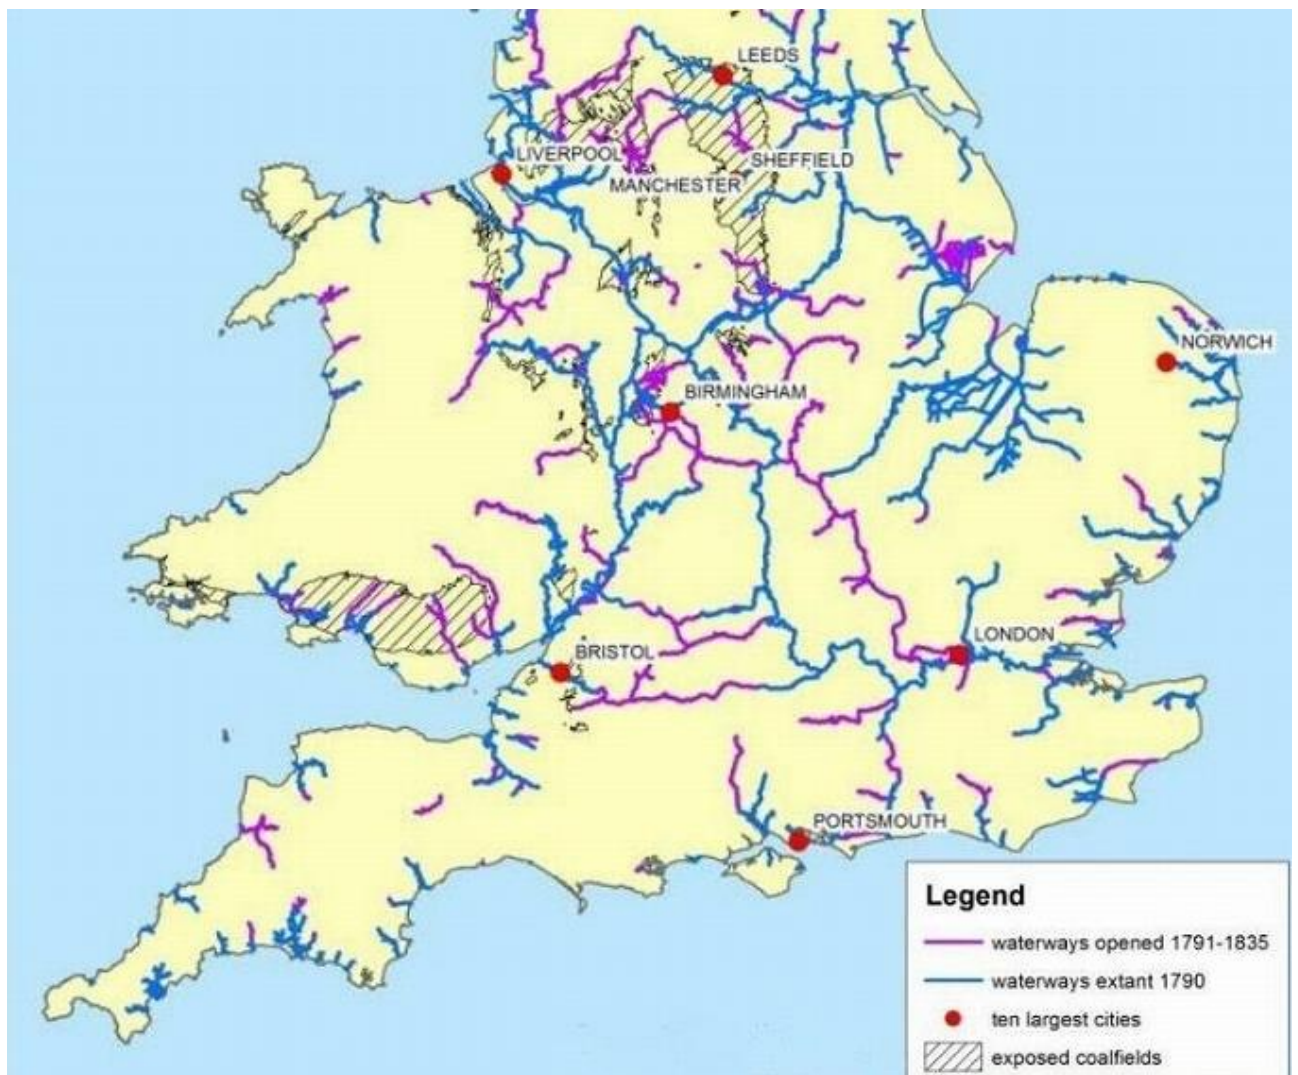 LEEDS
LIVERPOOL
SHEFFIELD
MANCHESTER
NORWICH
BIRMINGHAM
LONDON
BRISTOL
PORTSMOUTH
Legend
waterways opened 1791-1835
waterways extant 1790
ten largest cities
exposed coalfields